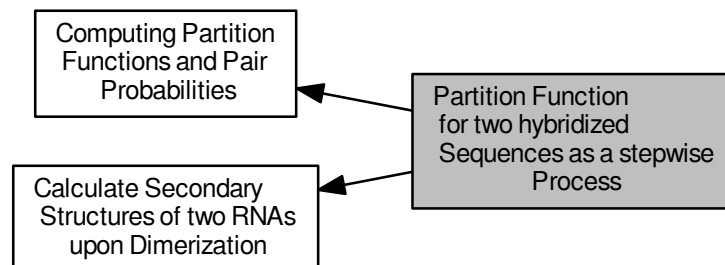 Computing Partition
Functions and Pair
Probabilities
Partition Function
for two hybridized
Sequences as a stepwise
Process
Calculate Secondary
Structures of two RNAs
upon Dimerization